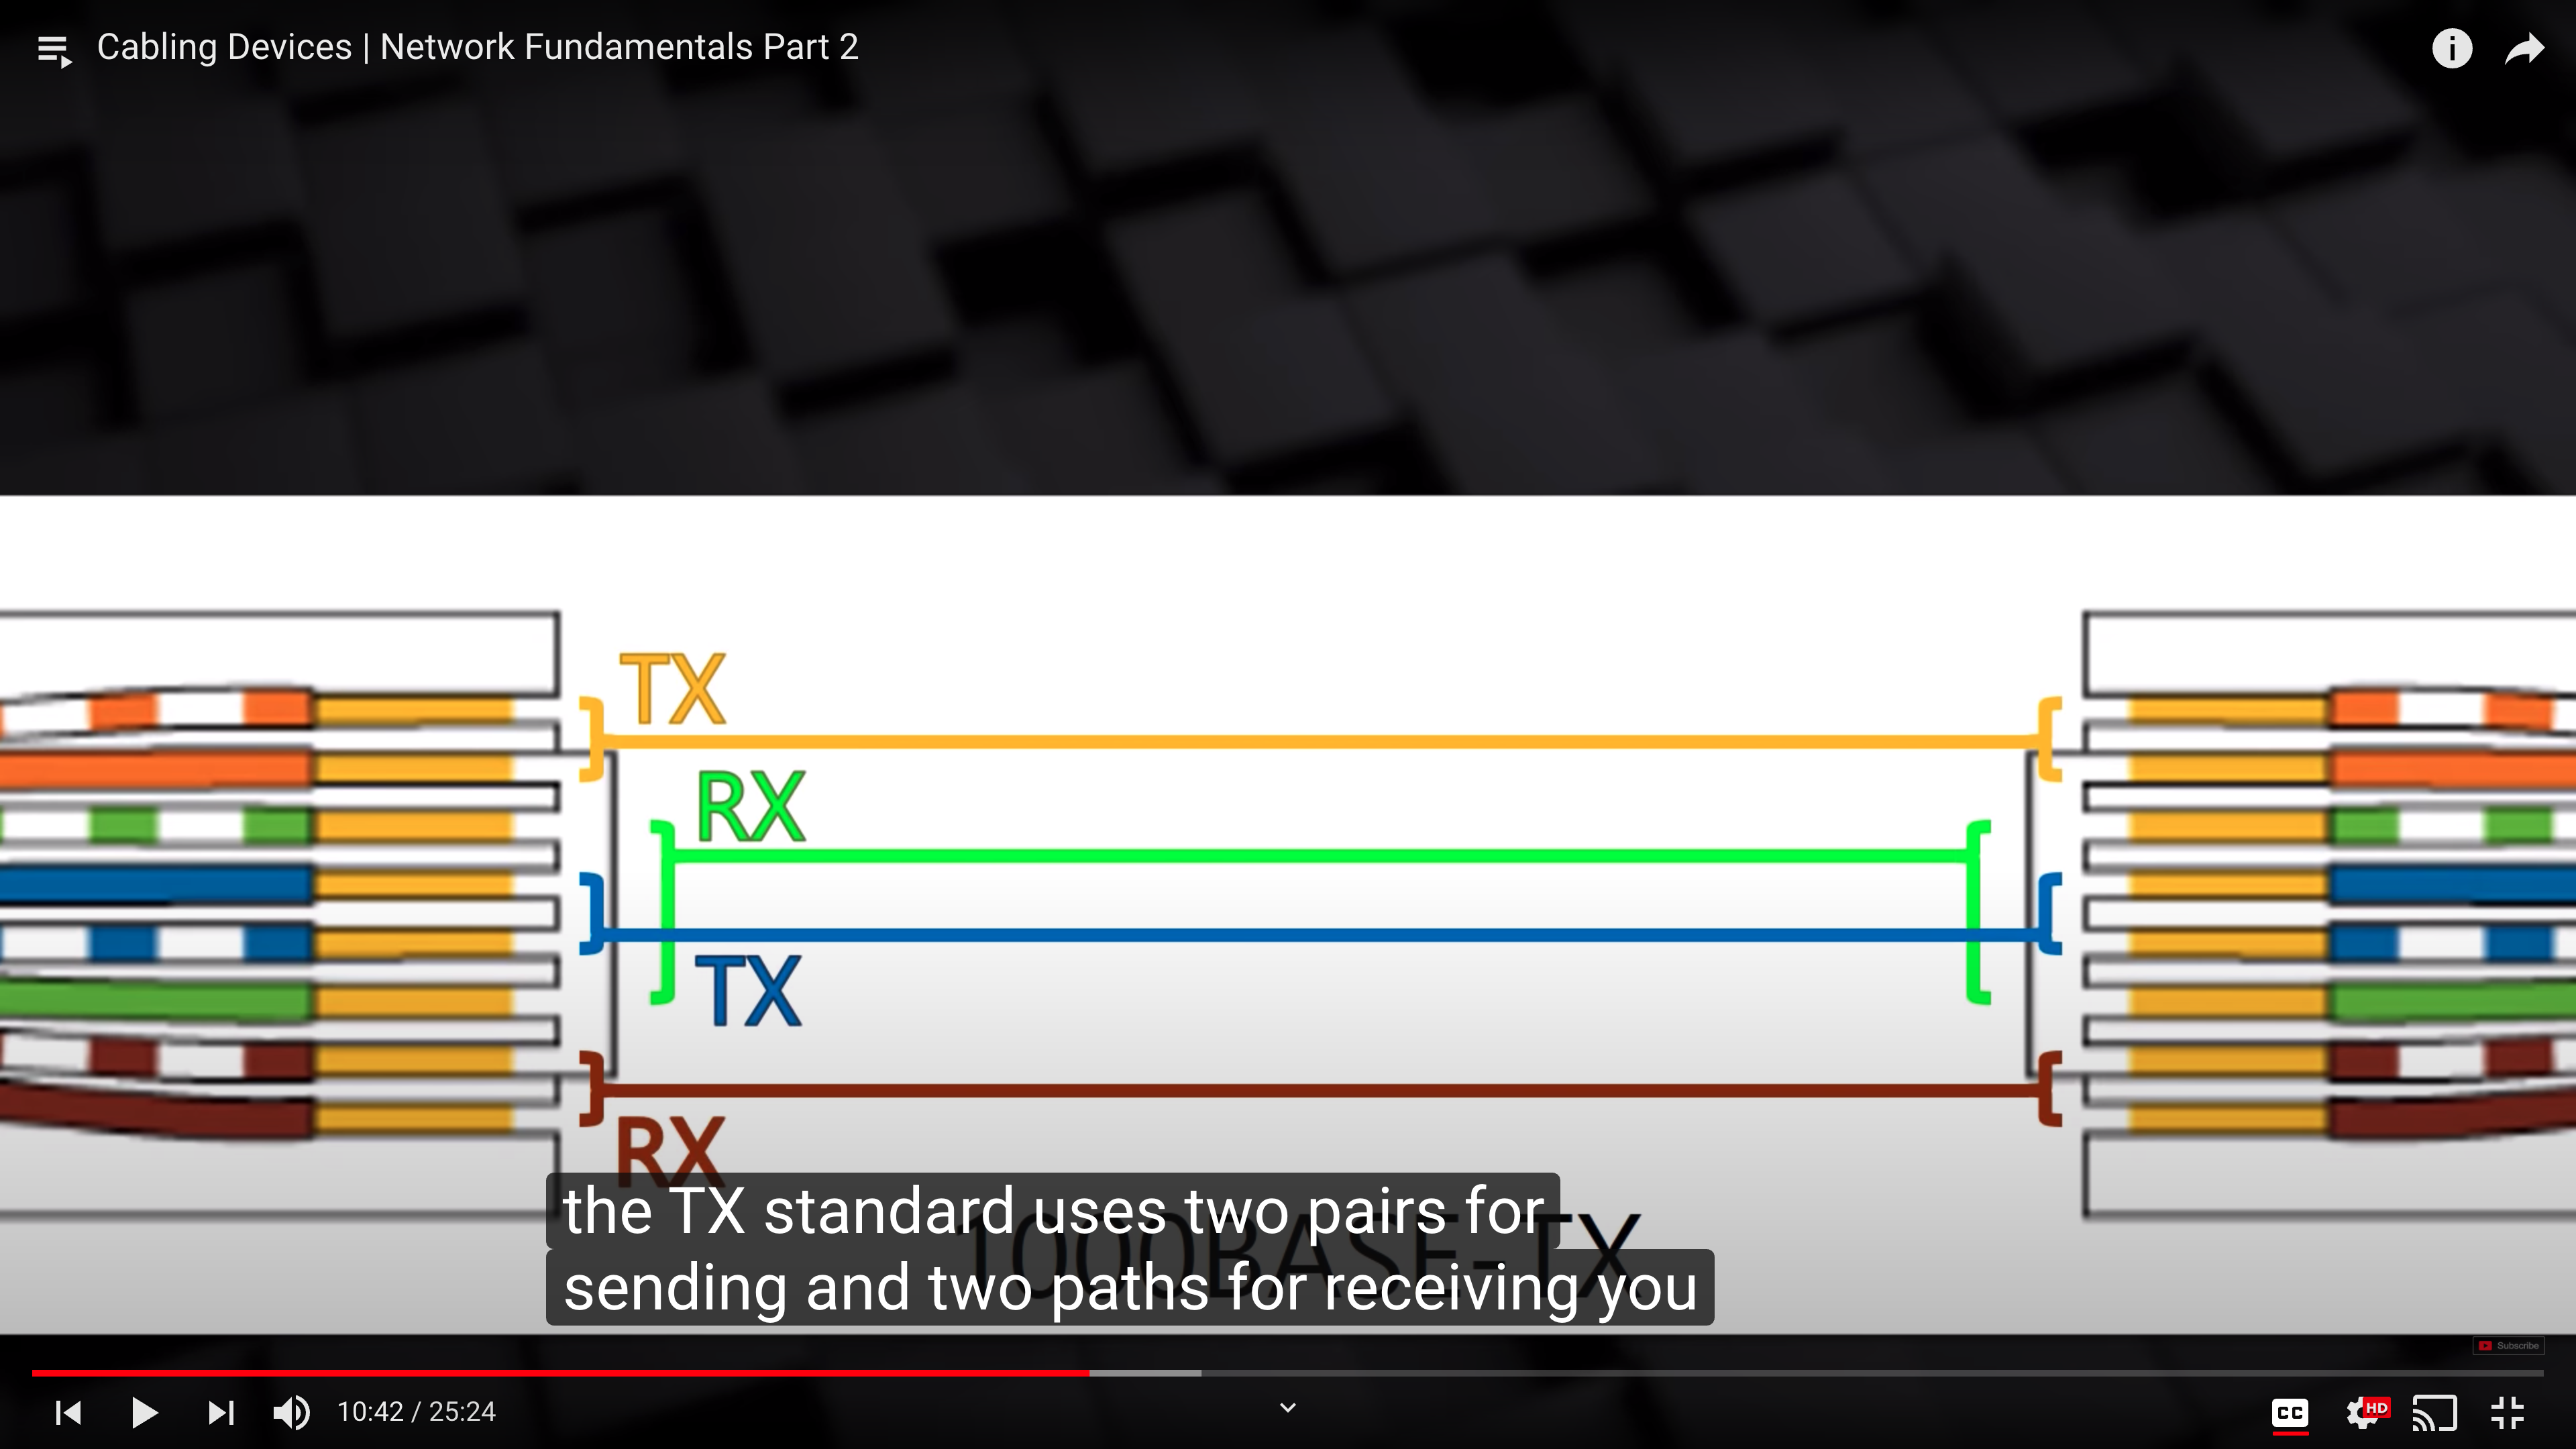 Cabling Devices | Network Fundamentals Part 2
TX
RX
TX
RX
the TX standard uses two pairs for
sending and two paths for receiving you
1000BASE-TX
Subscribe
10:42 / 25:24
CC
HD